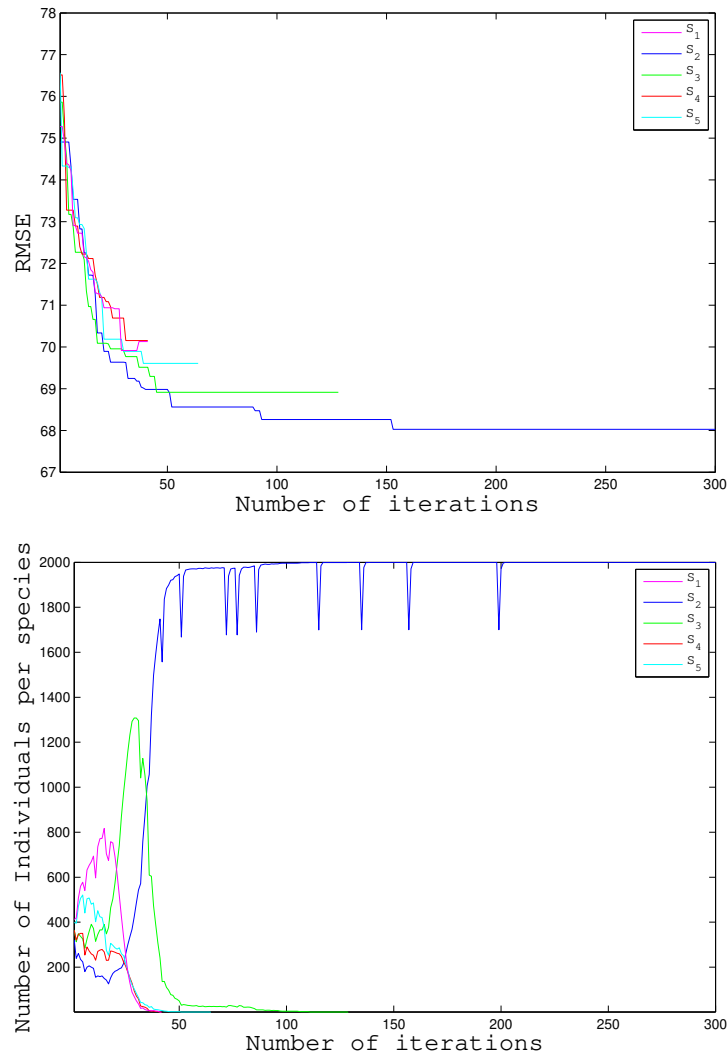 78
77
76
75
74
73
72
71
70
69
68
67
RMSE
50
100
150
200
250
300
Number of iterations
S1
S2
S3
S4
S5
2000
1800
1600
1400
1200
1000
800
600
400
200
Number of Individuals per species
50
100
150
200
250
300
Number of iterations
S1
S2
S3
S4
S5